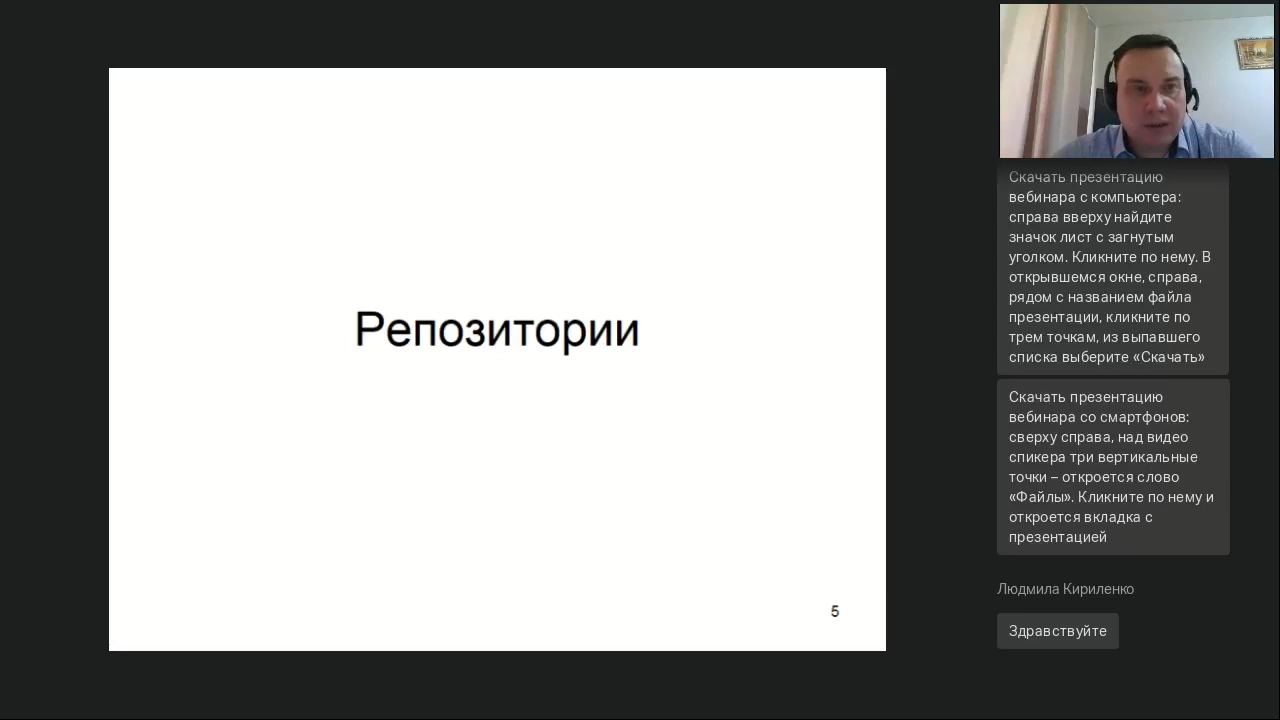 Репозитории
5
Скачать презентацию
вебинара с компьютера:
справа вверху найдите
значок лист с загнутым
уголком. Кликните по нему. В
открывшемся окне, справа,
рядом с названием файла
презентации, кликните по
трем точкам, из выпавшего
списка выберите «Скачать»
Скачать презентацию
вебинара со смартфонов:
сверху справа, над видео
спикера три вертикальные
точки – откроется слово
«Файлы». Кликните по нему и
откроется вкладка с
презентацией
Людмила Кириленко
Здравствуйте